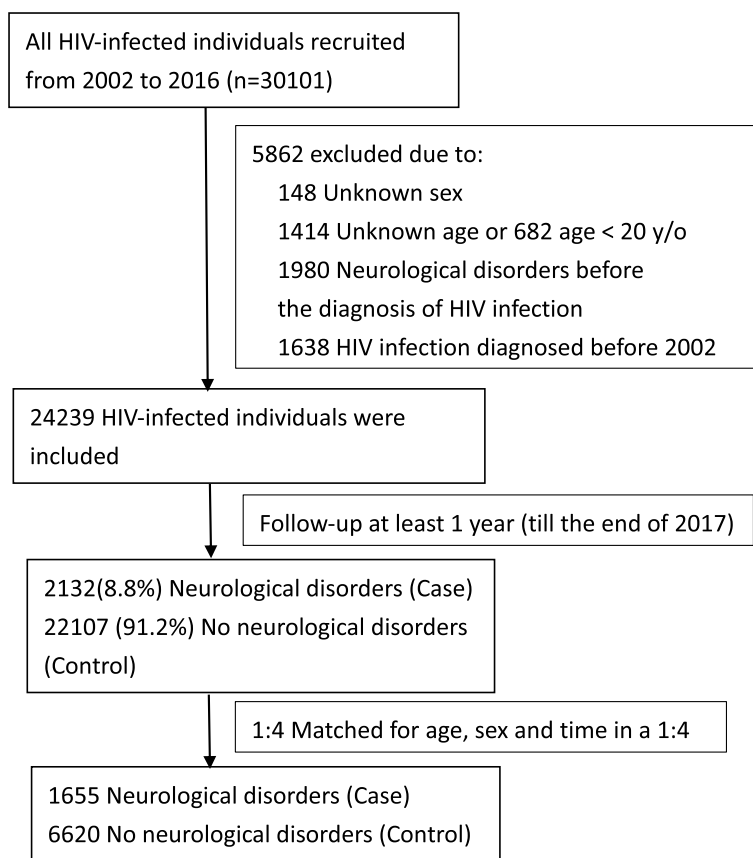 All HIV-infected individuals recruited
from 2002 to 2016 (n=30101)
5862 excluded due to:
148 Unknown sex
1414 Unknown age or 682 age < 20 y/o
1980 Neurological disorders before
the diagnosis of HIV infection
1638 HIV infection diagnosed before 2002
24239 HIV-infected individuals were
included
Follow-up at least 1 year (till the end of 2017)
2132(8.8%) Neurological disorders (Case)
22107 (91.2%) No neurological disorders
(Control)
1:4 Matched for age, sex and time in a 1:4
1655 Neurological disorders (Case)
6620 No neurological disorders (Control)